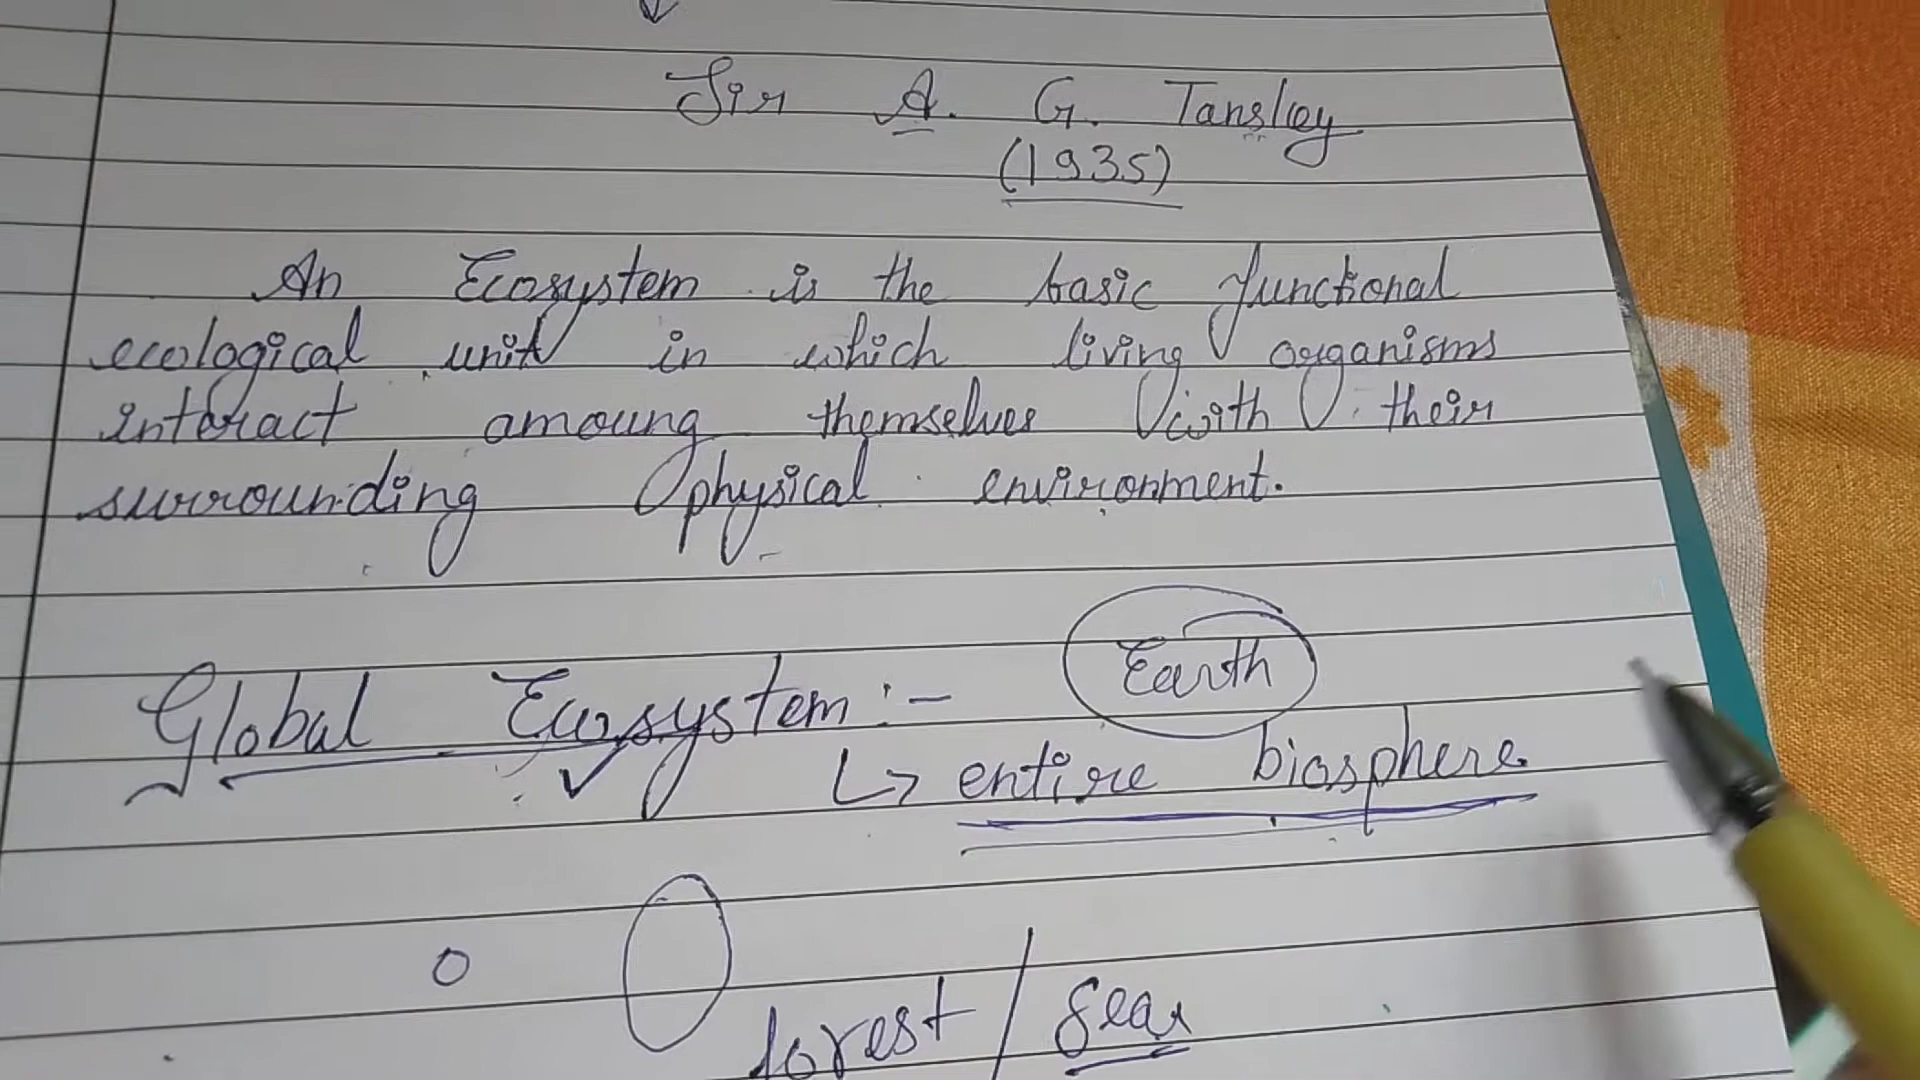 Sir A. G. Tansley
(1935)
An Ecosystem is the basic functional
ecological unit in which living organisms
interact amoung themselves with their
surrounding physical environment.
Global Ecosystem :- Earth
↳ entire biosphere
forest / sea